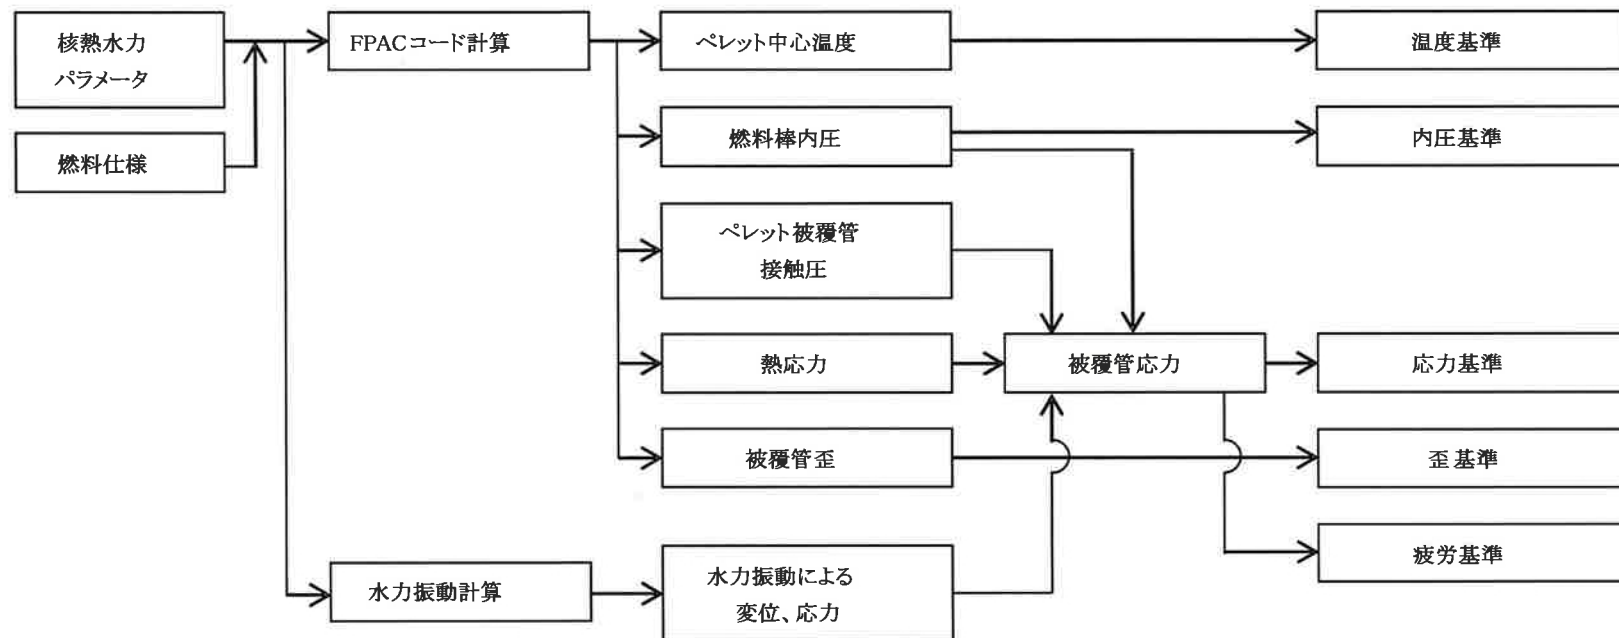 核熱水力
パラメータ
燃料仕様
FPACコード計算
水力振動計算
ペレット中心温度
燃料棒内圧
ペレット被覆管
接触圧
熱応力
被覆管歪
水力振動による
変位、応力
被覆管応力
温度基準
内圧基準
応力基準
歪基準
疲労基準